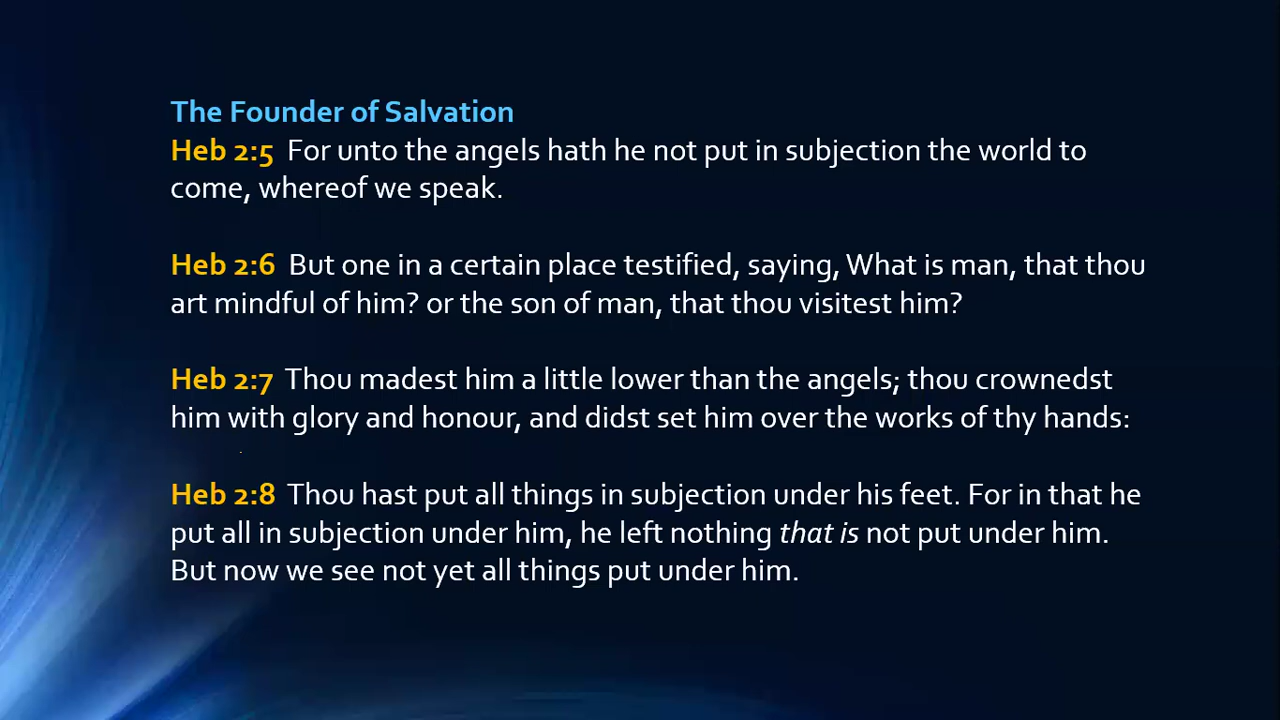 The Founder of Salvation
Heb 2:5 For unto the angels hath he not put in subjection the world to
come, whereof we speak.
Heb 2:6 But one in a certain place testified, saying, What is man, that thou
art mindful of him? or the son of man, that thou visitest him?
Heb 2:7 Thou madest him a little lower than the angels; thou crownedst
him with glory and honour, and didst set him over the works of thy hands:
Heb 2:8 Thou hast put all things in subjection under his feet. For in that he
put all in subjection under him, he left nothing that is not put under him.
But now we see not yet all things put under him.